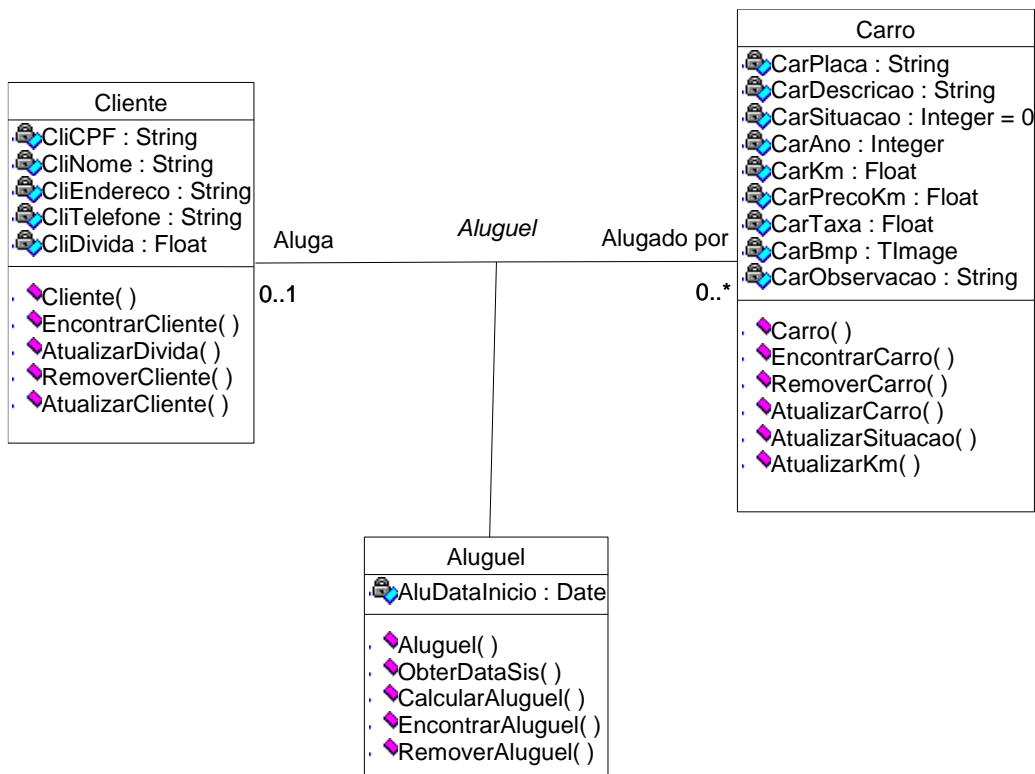 Cliente
CliCPF : String
CliNome : String
CliEndereco : String
CliTelefone : String
CliDivida : Float
Cliente( )
EncontrarCliente( )
AtualizarDivida( )
RemoverCliente( )
AtualizarCliente( )
Aluga
0..1
Aluguel
Alugado por
0..*
Carro
CarPlaca : String
CarDescricao : String
CarSituacao : Integer = 0
CarAno : Integer
CarKm : Float
CarPrecoKm : Float
CarTaxa : Float
CarBmp : TImage
CarObservacao : String
Carro( )
EncontrarCarro( )
RemoverCarro( )
AtualizarCarro( )
AtualizarSituacao( )
AtualizarKm( )
Aluguel
AluDataInicio : Date
Aluguel( )
ObterDataSis( )
CalcularAluguel( )
EncontrarAluguel( )
RemoverAluguel( )